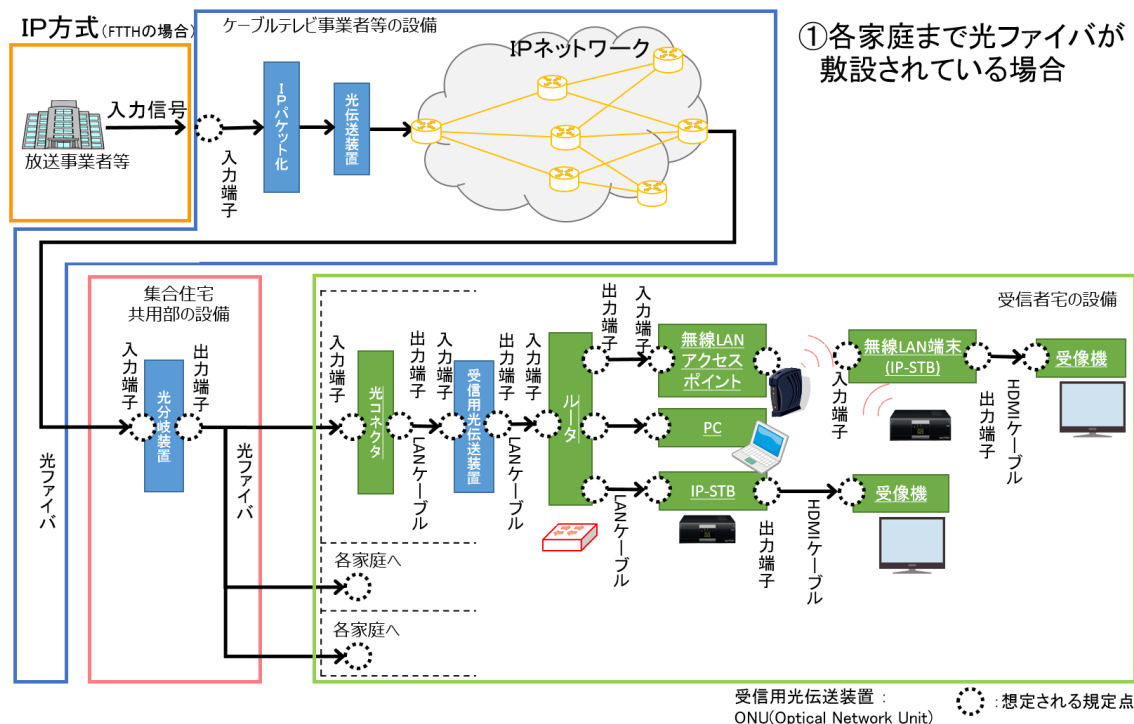 IP方式(FTTHの場合)
ケーブルテレビ事業者等の設備
①各家庭まで光ファイバが
敷設されている場合
IPネットワーク
入力信号
放送事業者等
入力端子
IPパケット化
光伝送装置
集合住宅
共用部の設備
受信者宅の設備
光ファイバ
入力端子
光分岐装置
出力端子
光ファイバ
入力端子
光コネクタ
出力端子
LANケーブル
入力端子
受信用光伝送装置
出力端子
LANケーブル
入力端子
ルータ
出力端子
入力端子
無線LAN
アクセス
ポイント
入力端子
無線LAN端末
(IP-STB)
出力端子
HDMIケーブル
受像機
PC
LANケーブル
IP-STB
出力端子
HDMIケーブル
受像機
各家庭へ
各家庭へ
受信用光伝送装置：
ONU(Optical Network Unit)
：想定される規定点